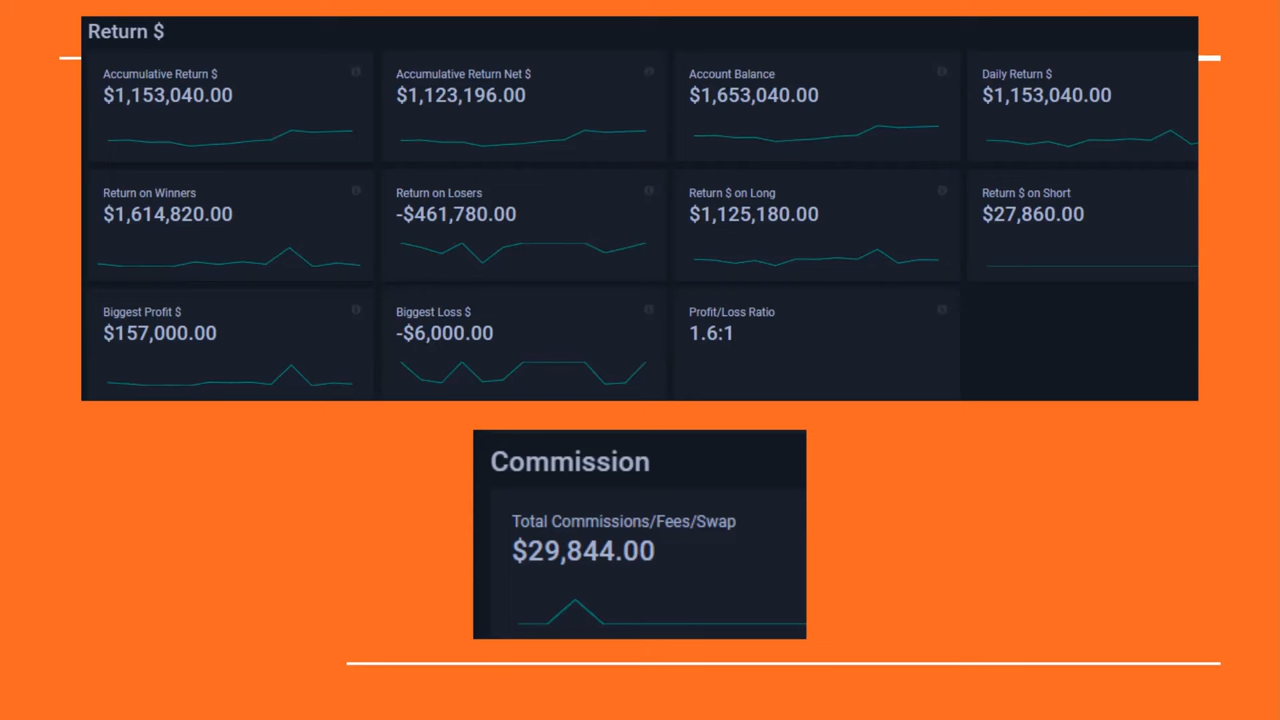 Return $
Accumulative Return $
$1,153,040.00
Accumulative Return Net $
$1,123,196.00
Account Balance
$1,653,040.00
Daily Return $
$1,153,040.00
Return on Winners
$1,614,820.00
Return on Losers
-$461,780.00
Return $ on Long
$1,125,180.00
Return $ on Short
$27,860.00
Biggest Profit $
$157,000.00
Biggest Loss $
-$6,000.00
Profit/Loss Ratio
1.6:1
Commission
Total Commissions/Fees/Swap
$29,844.00